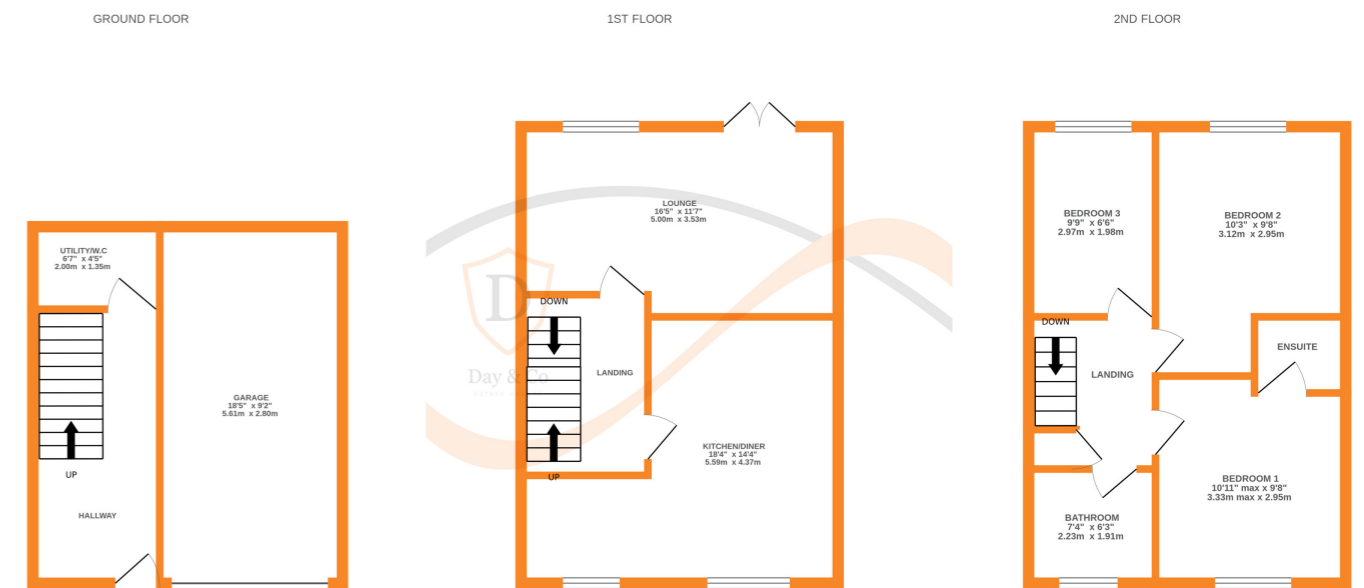 GROUND FLOOR
UTILITY/W.C
6'7" x 4'5"
2.00m x 1.35m
UP
HALLWAY
GARAGE
18'5" x 9'2"
5.61m x 2.80m
1ST FLOOR
LOUNGE
16'5" x 11'7"
5.00m x 3.53m
DOWN
D
LANDING
Day & Co
KITCHEN/DINER
18'4" x 14'4"
5.59m x 4.37m
UP
2ND FLOOR
BEDROOM 3
9'9" x 6'6"
2.97m x 1.98m
BEDROOM 2
10'3" x 9'8"
3.12m x 2.95m
DOWN
ENSUITE
LANDING
BEDROOM 1
10'11" max x 9'8"
3.33m max x 2.95m
BATHROOM
7'4" x 6'3"
2.23m x 1.91m